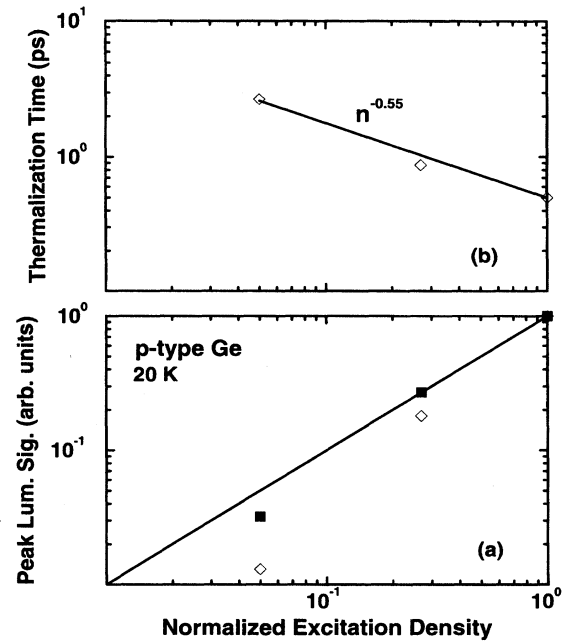 10¹
Thermalization Time (ps)
n⁻⁰·⁵⁵
10⁰
(b)
10⁰
Peak Lum. Sig. (arb. units)
p-type Ge
20 K
10⁻¹
(a)
10⁻¹
10⁰
Normalized Excitation Density